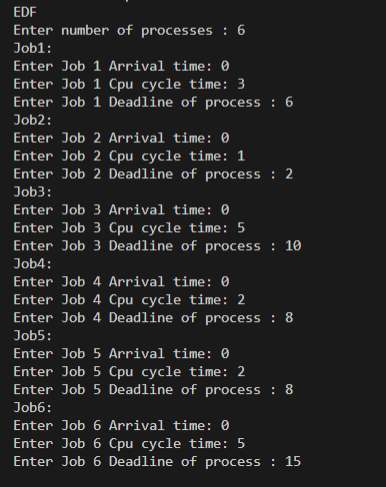 EDF
Enter number of processes : 6
Job1:
Enter Job 1 Arrival time: 0
Enter Job 1 Cpu cycle time: 3
Enter Job 1 Deadline of process : 6
Job2:
Enter Job 2 Arrival time: 0
Enter Job 2 Cpu cycle time: 1
Enter Job 2 Deadline of process : 2
Job3:
Enter Job 3 Arrival time: 0
Enter Job 3 Cpu cycle time: 5
Enter Job 3 Deadline of process : 10
Job4:
Enter Job 4 Arrival time: 0
Enter Job 4 Cpu cycle time: 2
Enter Job 4 Deadline of process : 8
Job5:
Enter Job 5 Arrival time: 0
Enter Job 5 Cpu cycle time: 2
Enter Job 5 Deadline of process : 8
Job6:
Enter Job 6 Arrival time: 0
Enter Job 6 Cpu cycle time: 5
Enter Job 6 Deadline of process : 15